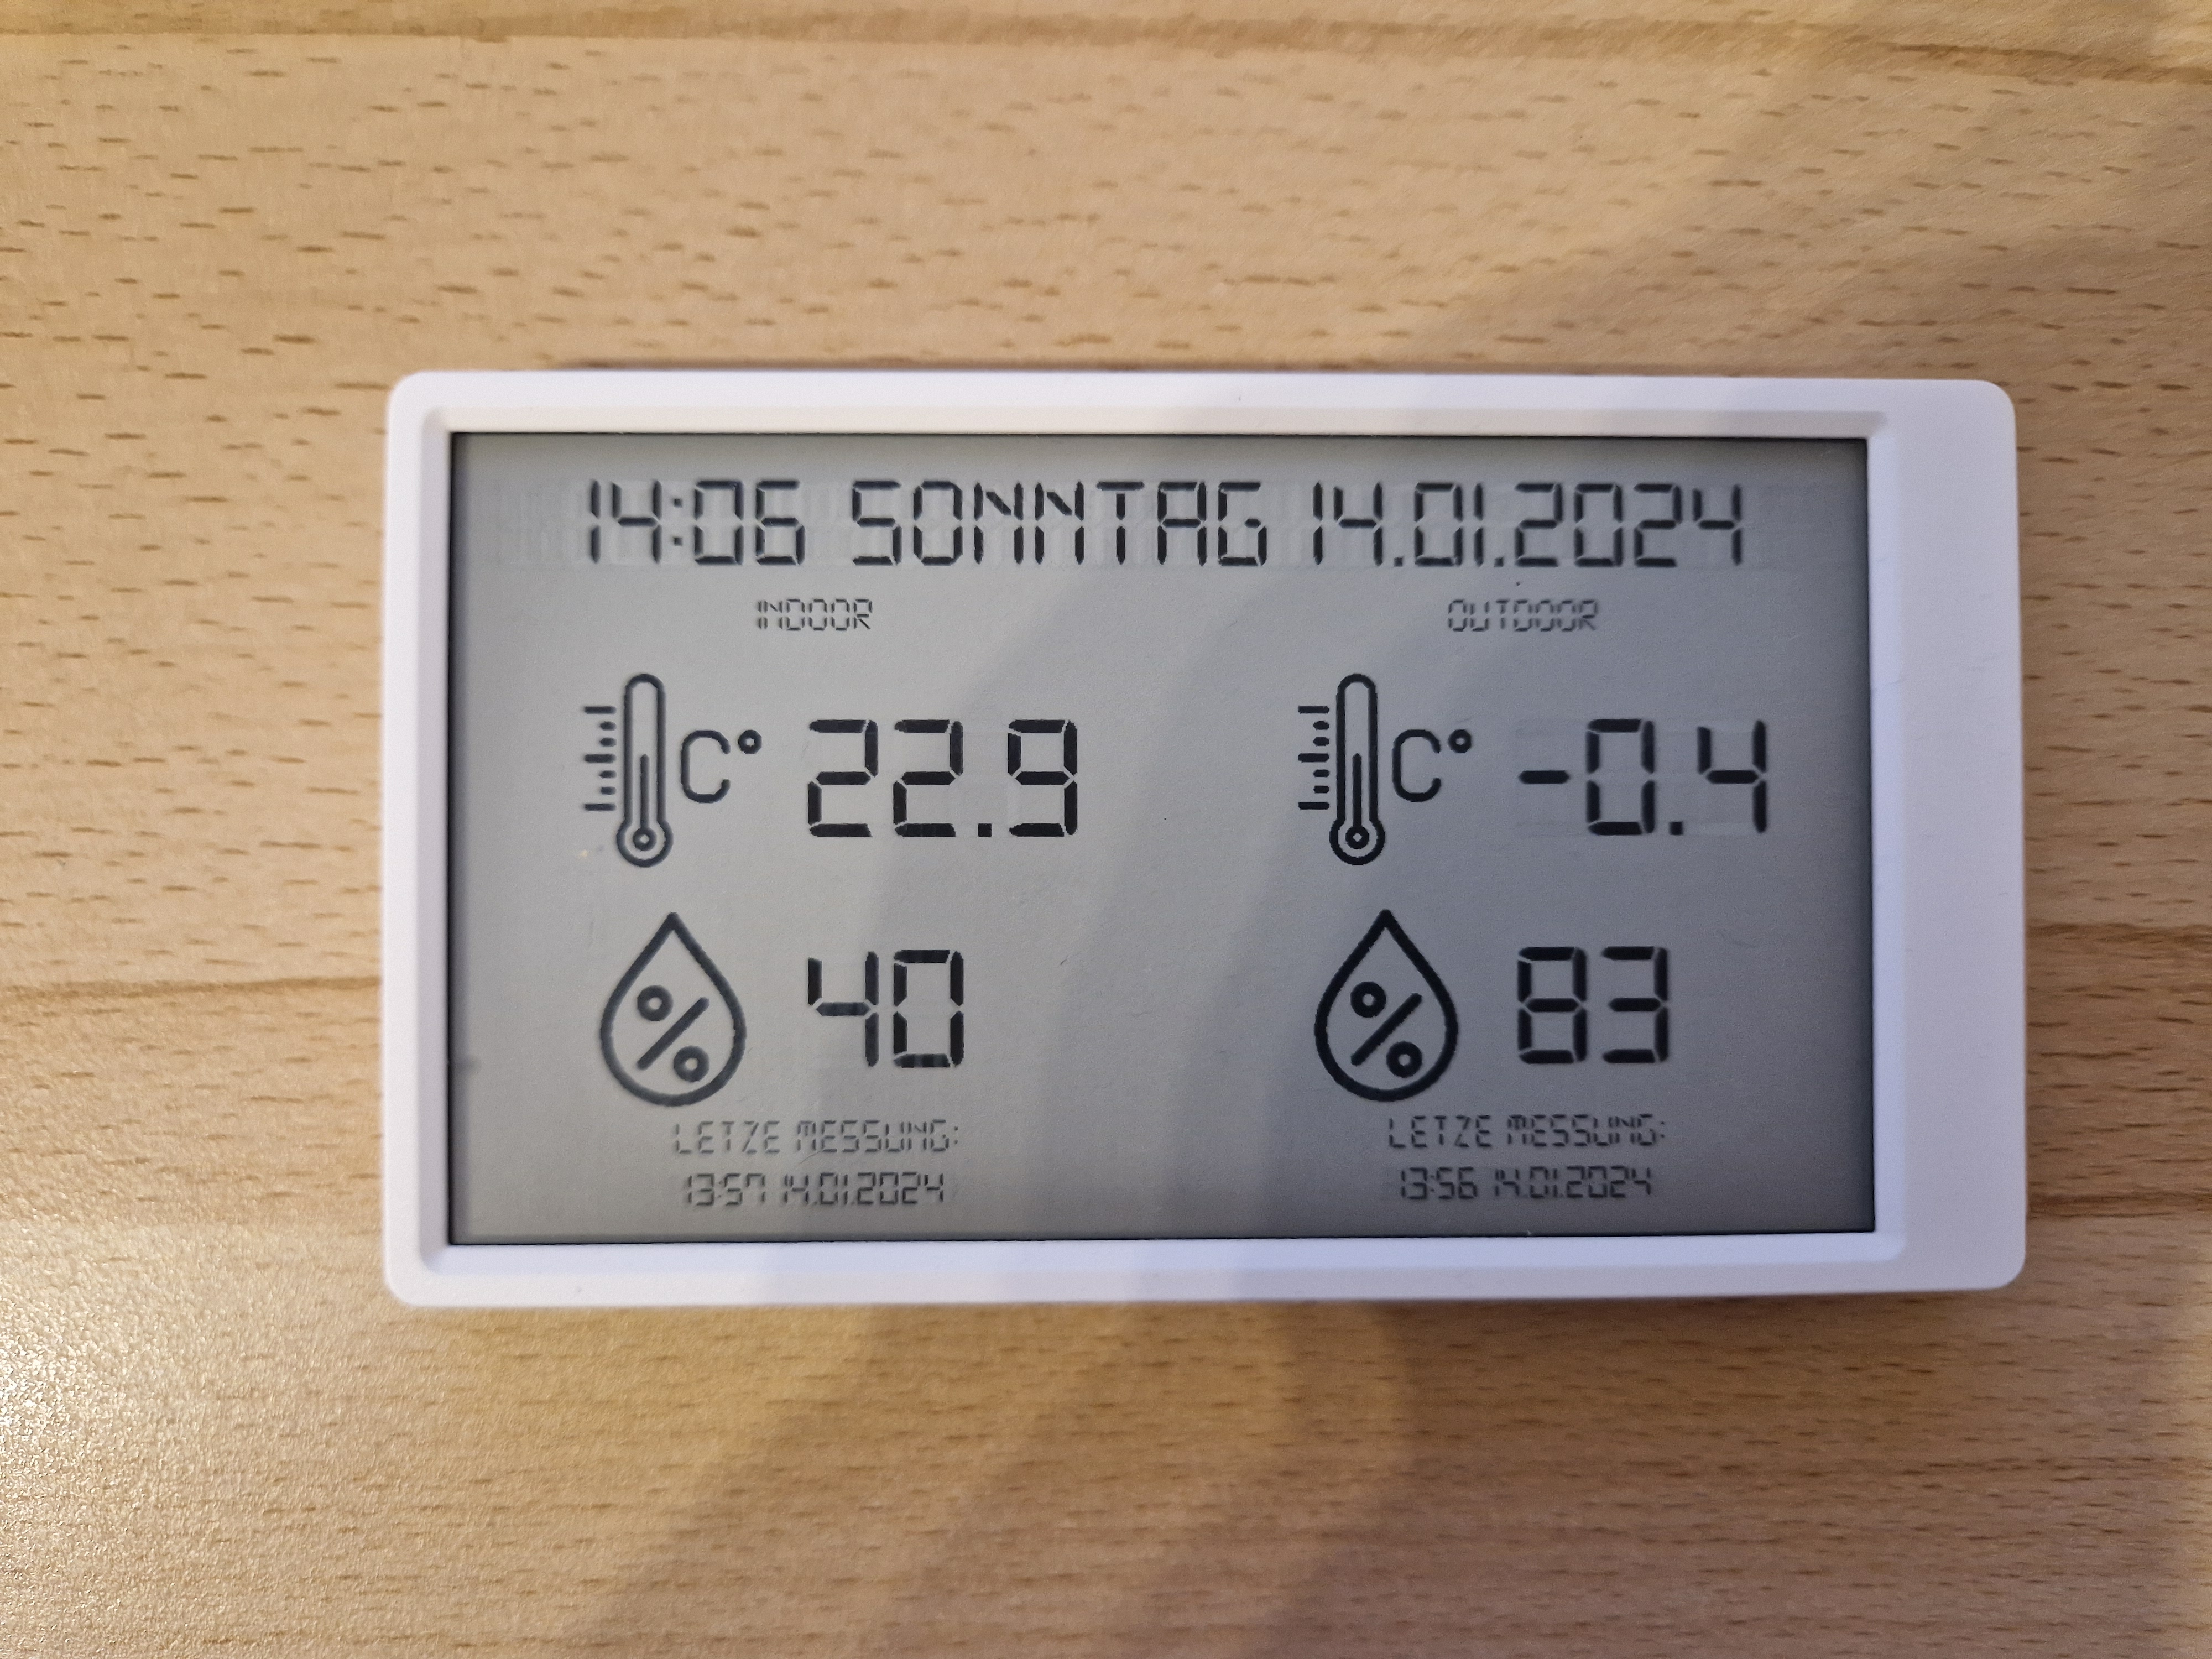 14:06 SONNTAG 14.01.2024
INDOOR
OUTDOOR
C° 22.9
C° -0.4
% 40
% 83
LETZE MESSUNG:
13:57 14.01.2024
LETZE MESSUNG:
13:56 14.01.2024